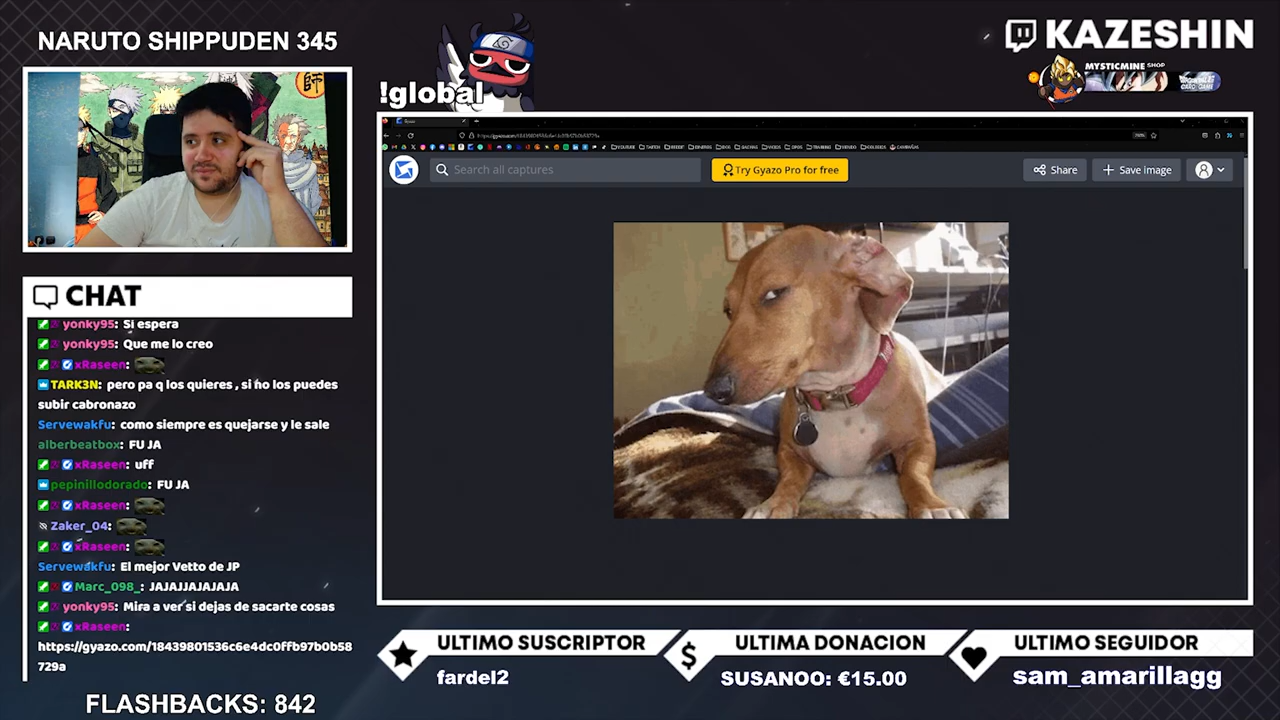 NARUTO SHIPPUDEN 345
!global
KAZESHIN
MYSTICMINE SHOP
Search all captures
Try Gyazo Pro for free
Share
Save image
CHAT
yonky95: Si espera
yonky95: Que me lo creo
xRaseen:
TARK3N: pero pa q los quieres , si no los puedes
subir cabronazo
Servewakfu: como siempre es quejarse y le sale
alberbeatbox: FU JA
xRaseen: uff
pepinillodorado: FU JA
xRaseen:
Zaker_04:
xRaseen:
Servewakfu: El mejor Vetto de JP
Marc_098_: JAJAJJAJAJAJA
yonky95: Mira a ver si dejas de sacarte cosas
xRaseen:
https://gyazo.com/18439801536c6e4dc0ffb97b0b58
729a
FLASHBACKS: 842
ULTIMO SUSCRIPTOR
fardel2
ULTIMA DONACION
SUSANOO: €15.00
ULTIMO SEGUIDOR
sam_amarillagg